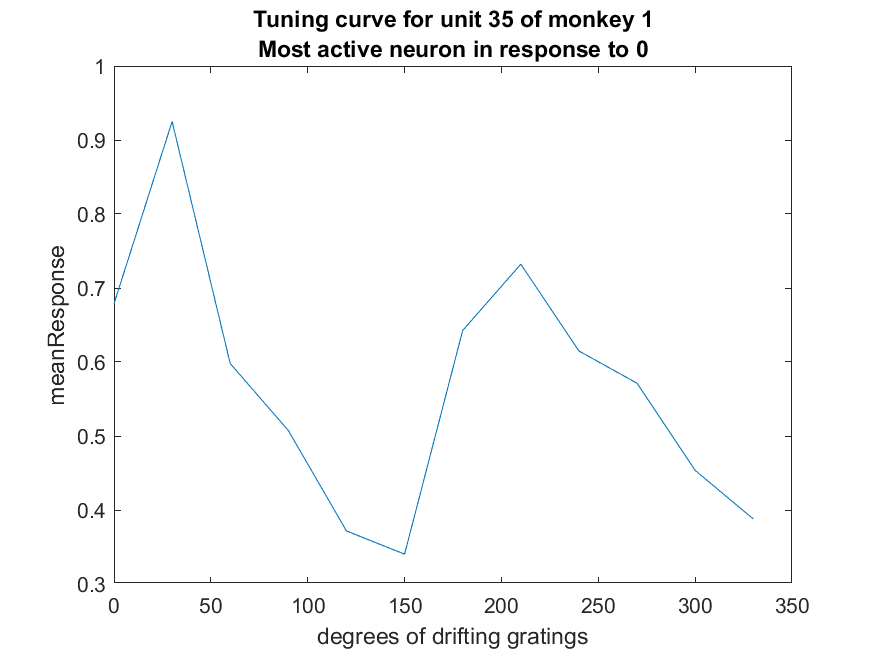 Tuning curve for unit 35 of monkey 1
Most active neuron in response to 0
1
0.9
0.8
0.7
0.6
0.5
0.4
0.3
meanResponse
0 50 100 150 200 250 300 350
degrees of drifting gratings